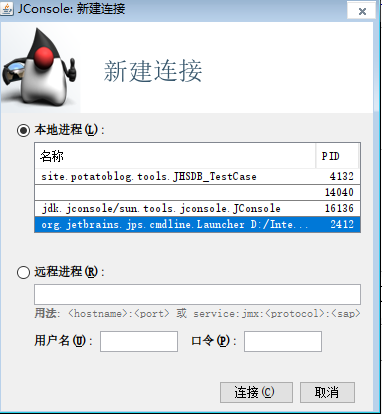 JConsole: 新建连接
新建连接
本地进程(L):
名称 PID
site.potatoblog.tools.JHSDB_TestCase 4132
14040
jdk.jconsole/sun.tools.jconsole.JConsole 16136
org.jetbrains.jps.cmdline.Launcher D:/Inte... 2412
远程进程(R):
用法: <hostname>:<port> 或 service:jmx:<protocol>:<sap>
用户名(U): 口令(P):
连接(C) 取消